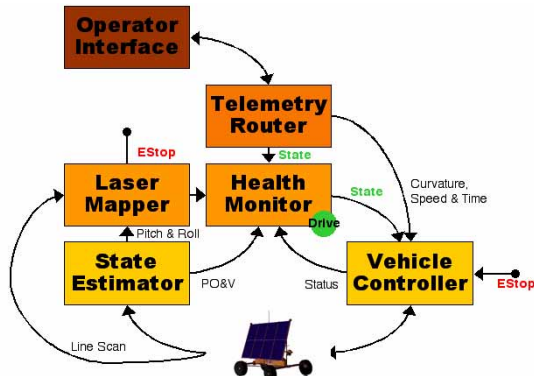 Operator
Interface
Telemetry
Router
EStop
State
Laser
Mapper
Health
Monitor
State
Curvature,
Speed & Time
Drive
Pitch & Roll
State
Estimator
PO&V
Status
Vehicle
Controller
EStop
Line Scan